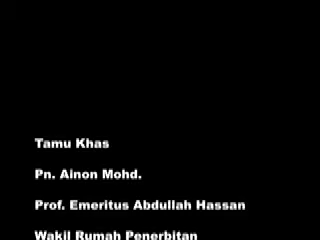 Tamu Khas
Pn. Ainon Mohd.
Prof. Emeritus Abdullah Hassan
Wakil Rumah Penerbitan